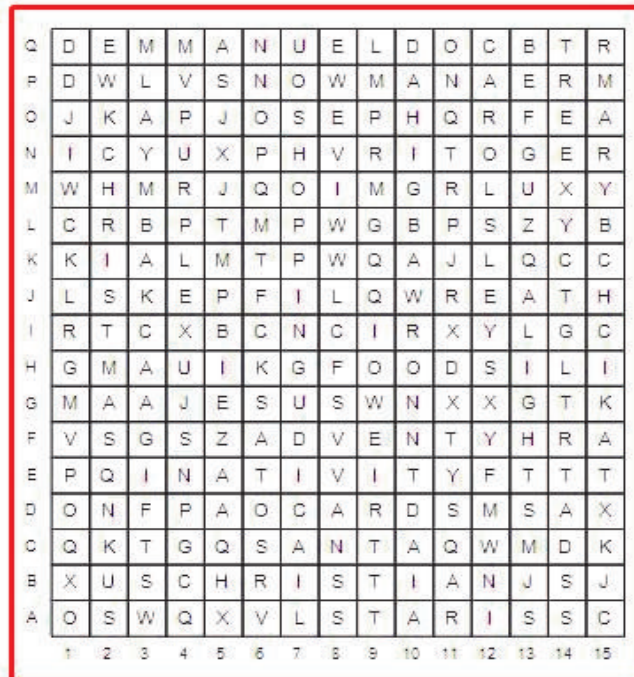 Q D E M M A N U E L D O C B T R
P D W L V S N O W M A N A E R M
O J K A P J O S E P H Q R F E A
N I C Y U X P H V R I T O G E R
M W H M R J Q O I M G R L U X Y
L C R B P T M P W G B P S Z Y B
K K I A L M T P W Q A J L Q C C
J L S K E P F I L Q W R E A T H
I R T C X B C N C I R X Y L G C
H G M A U I K G F O O D S I L I
G M A A J E S U S W N X X G T K
F V S G S Z A D V E N T Y H R A
E P Q I N A T I V I T Y F T T T
D O N F P A O C A R D S M S A X
C Q K T G Q S A N T A Q W M D K
B X U S C H R I S T I A N J S J
A O S W Q X V L S T A R I S S C
1 2 3 4 5 6 7 8 9 10 11 12 13 14 15